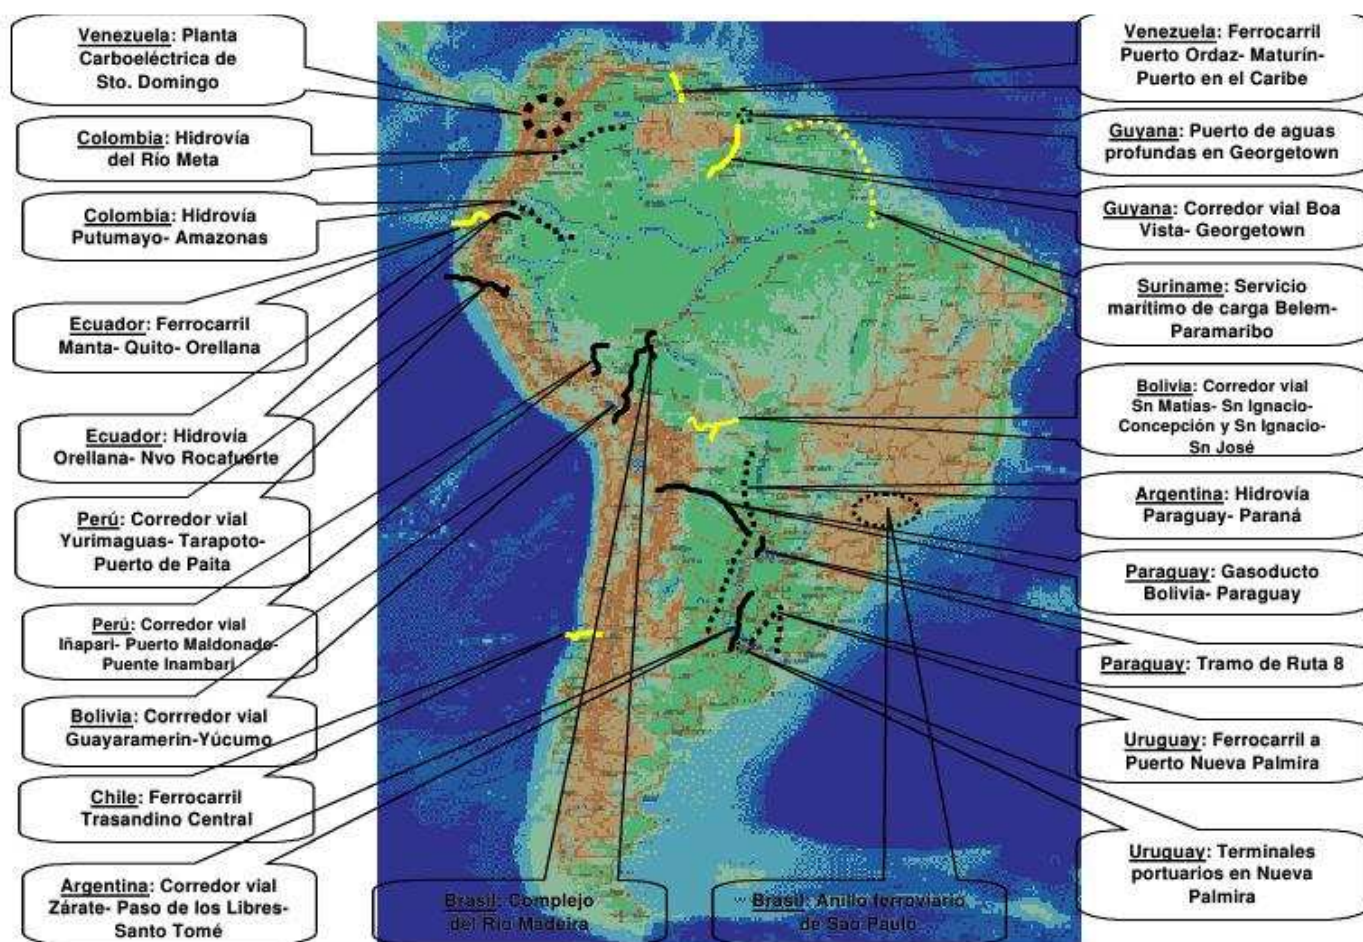 Venezuela: Planta
Carboeléctrica de
Sto. Domingo
Colombia: Hidrovía
del Río Meta
Colombia: Hidrovía
Putumayo- Amazonas
Ecuador: Ferrocarril
Manta- Quito- Orellana
Ecuador: Hidrovía
Orellana- Nvo Rocafuerte
Perú: Corredor vial
Yurimaguas- Tarapoto-
Puerto de Paita
Perú: Corredor vial
Iñapari- Puerto Maldonado-
Puente Inambari
Bolivia: Corrredor vial
Guayaramerin-Yúcumo
Chile: Ferrocarril
Trasandino Central
Argentina: Corredor vial
Zárate- Paso de los Libres-
Santo Tomé
Brasil: Complejo
del Río Madeira
Brasil: Anillo ferroviario
de Sao Paulo
Venezuela: Ferrocarril
Puerto Ordaz- Maturín-
Puerto en el Caribe
Guyana: Puerto de aguas
profundas en Georgetown
Guyana: Corredor vial Boa
Vista- Georgetown
Suriname: Servicio
marítimo de carga Belem-
Paramaribo
Bolivia: Corredor vial
Sn Matías- Sn Ignacio-
Concepción y Sn Ignacio-
Sn José
Argentina: Hidrovía
Paraguay- Paraná
Paraguay: Gasoducto
Bolivia- Paraguay
Paraguay: Tramo de Ruta 8
Uruguay: Ferrocarril a
Puerto Nueva Palmira
Uruguay: Terminales
portuarios en Nueva
Palmira